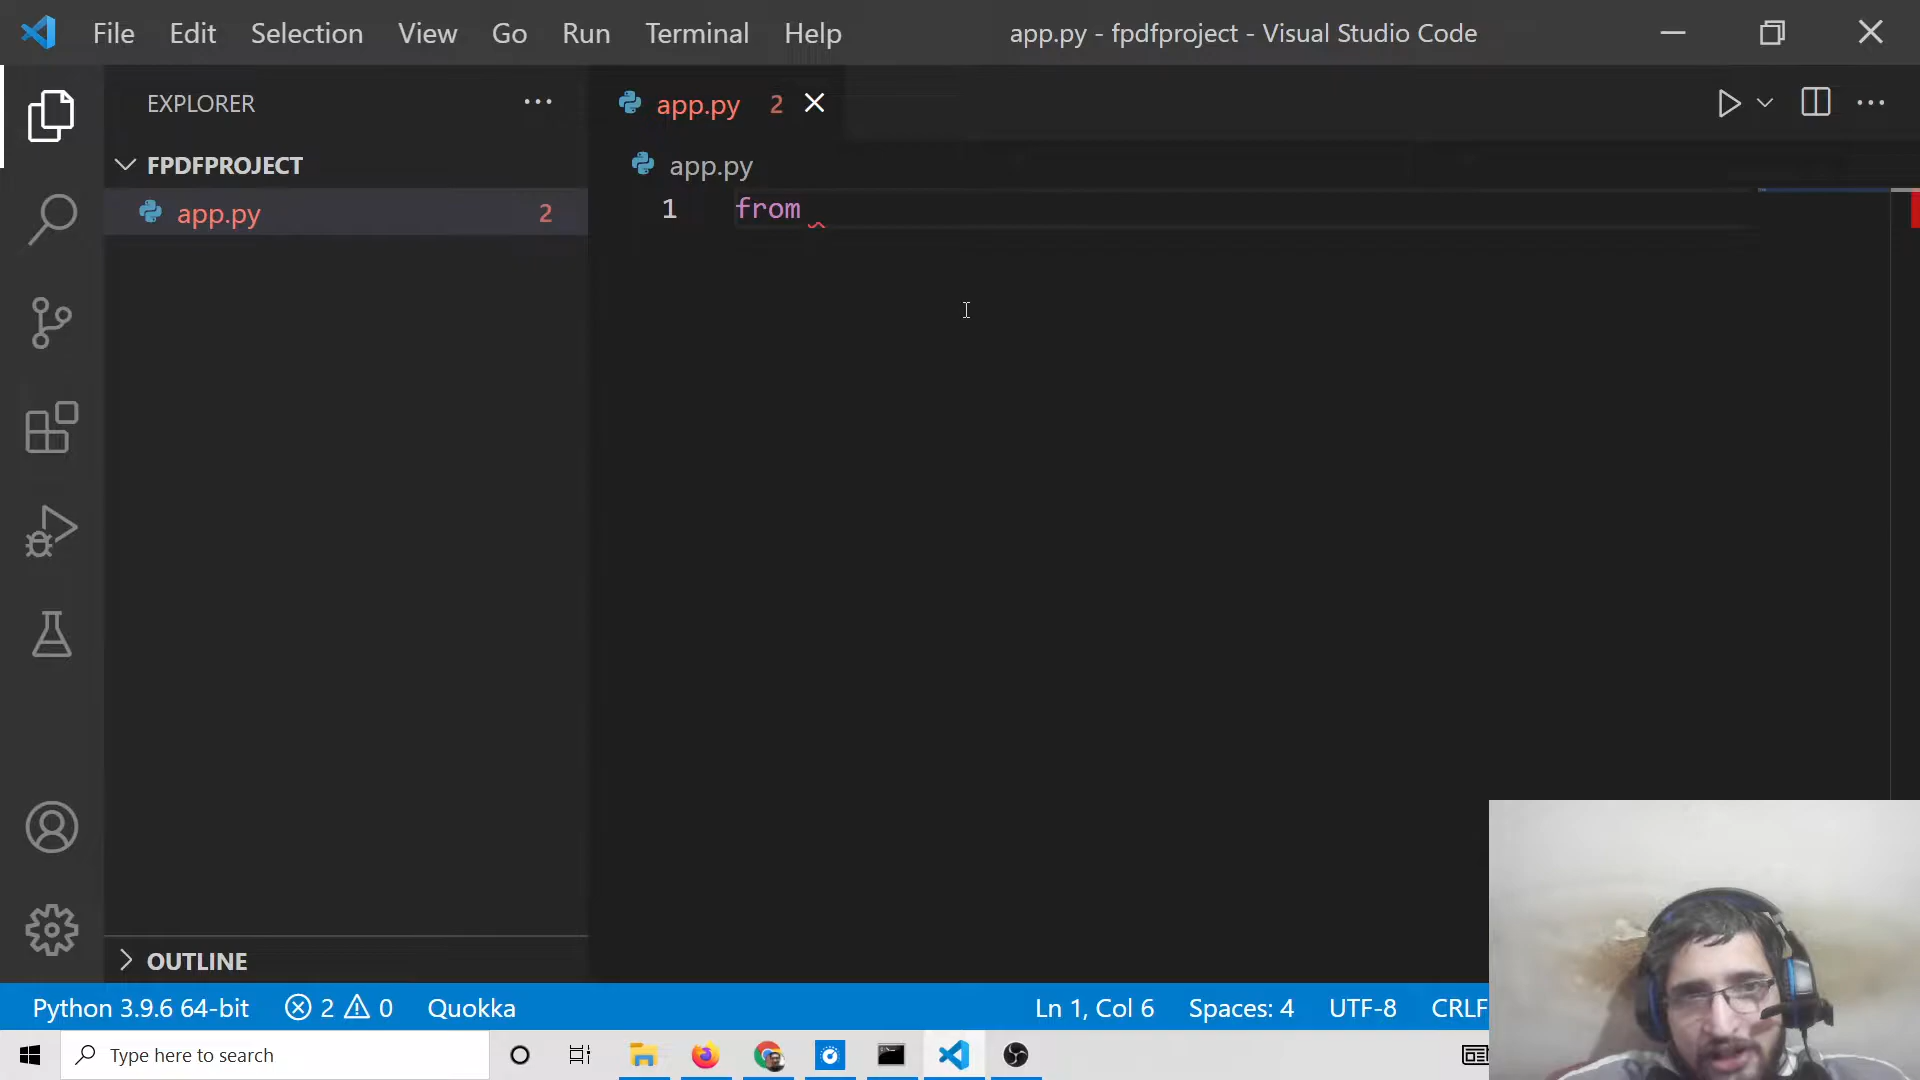 File Edit Selection View Go Run Terminal Help
app.py - fpdfproject - Visual Studio Code
EXPLORER
app.py 2
FPDFPROJECT
app.py
app.py 2
1 from
OUTLINE
Python 3.9.6 64-bit 2 0 Quokka
Ln 1, Col 6 Spaces: 4 UTF-8 CRLF
Type here to search